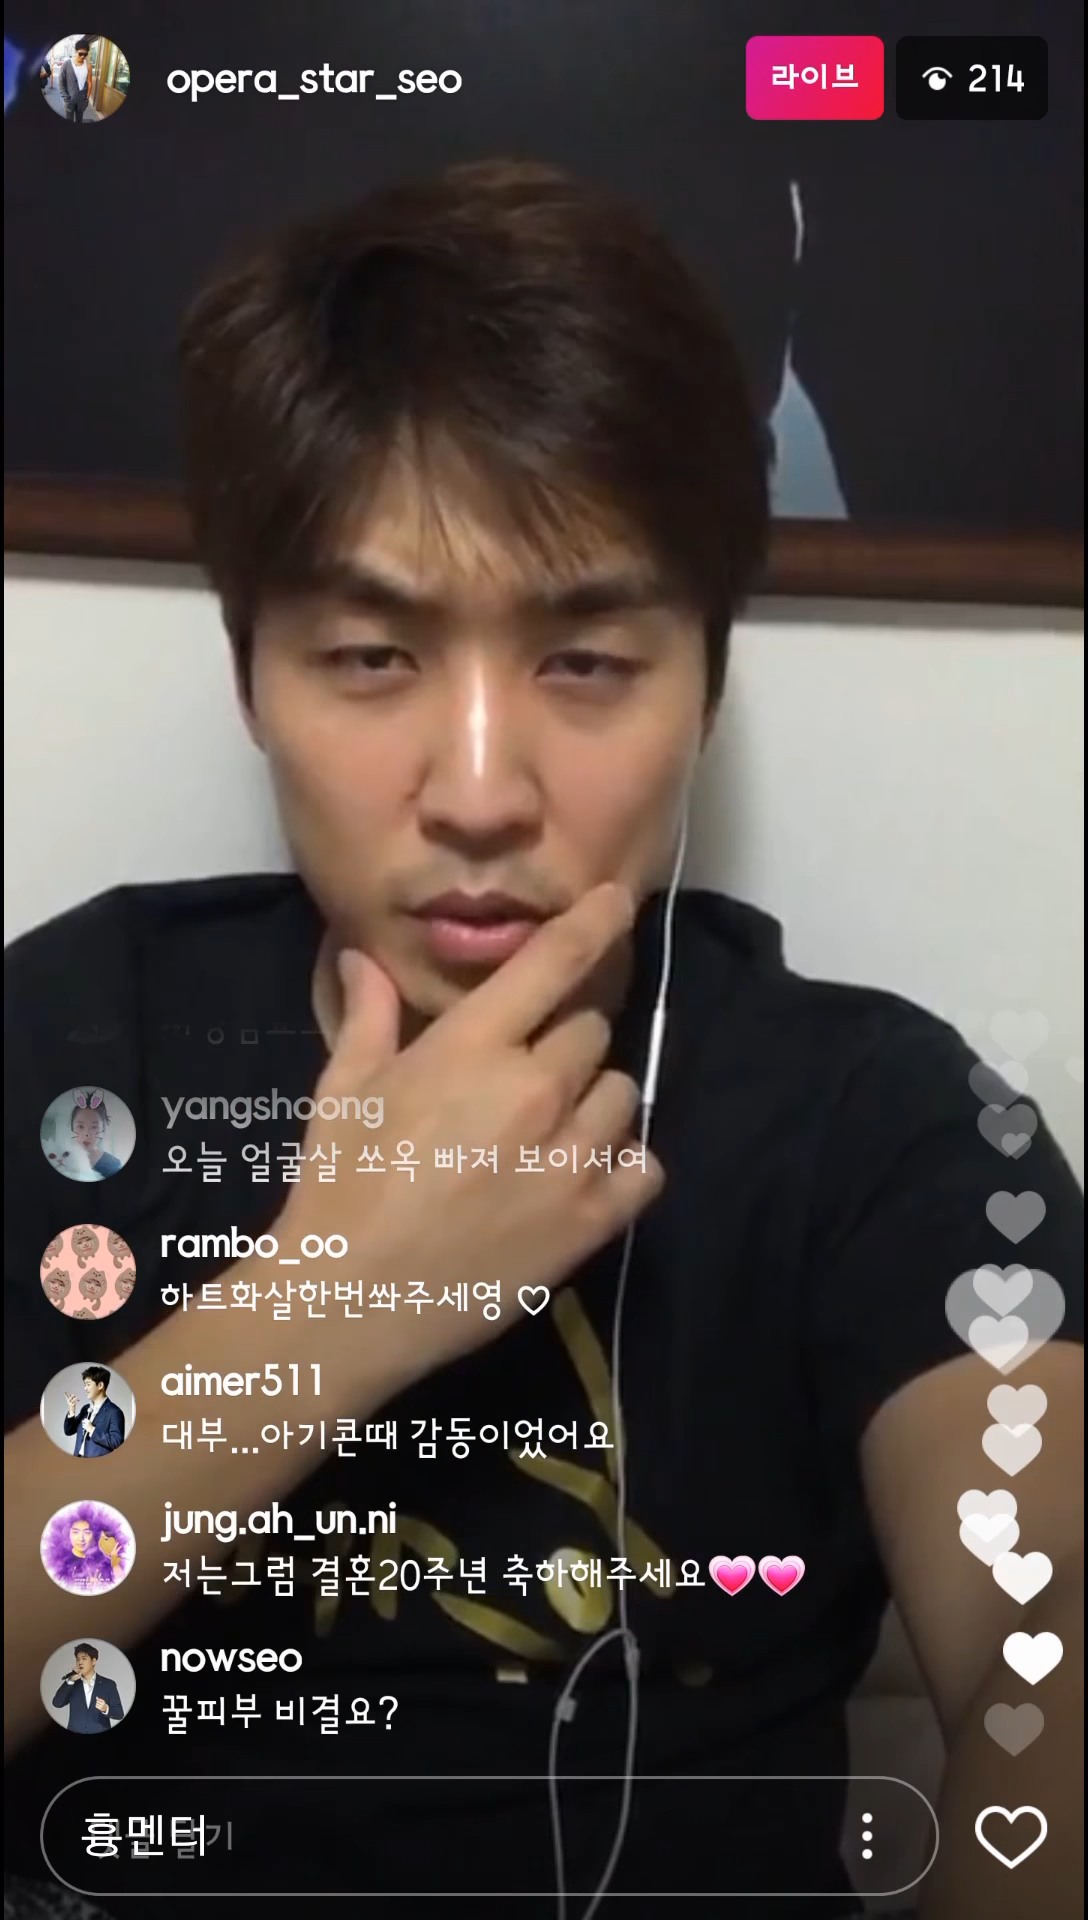 opera_star_seo
라이브
214
yangshoong
오늘 얼굴살 쏘옥 빠져 보이셔여
rambo_oo
하트화살한번쏴주세영 ♡
aimer511
대부...아기콘때 감동이었어요
jung.ah_un.ni
저는그럼 결혼20주년 축하해주세요💗💗
nowseo
꿀피부 비결요?
흉멘터